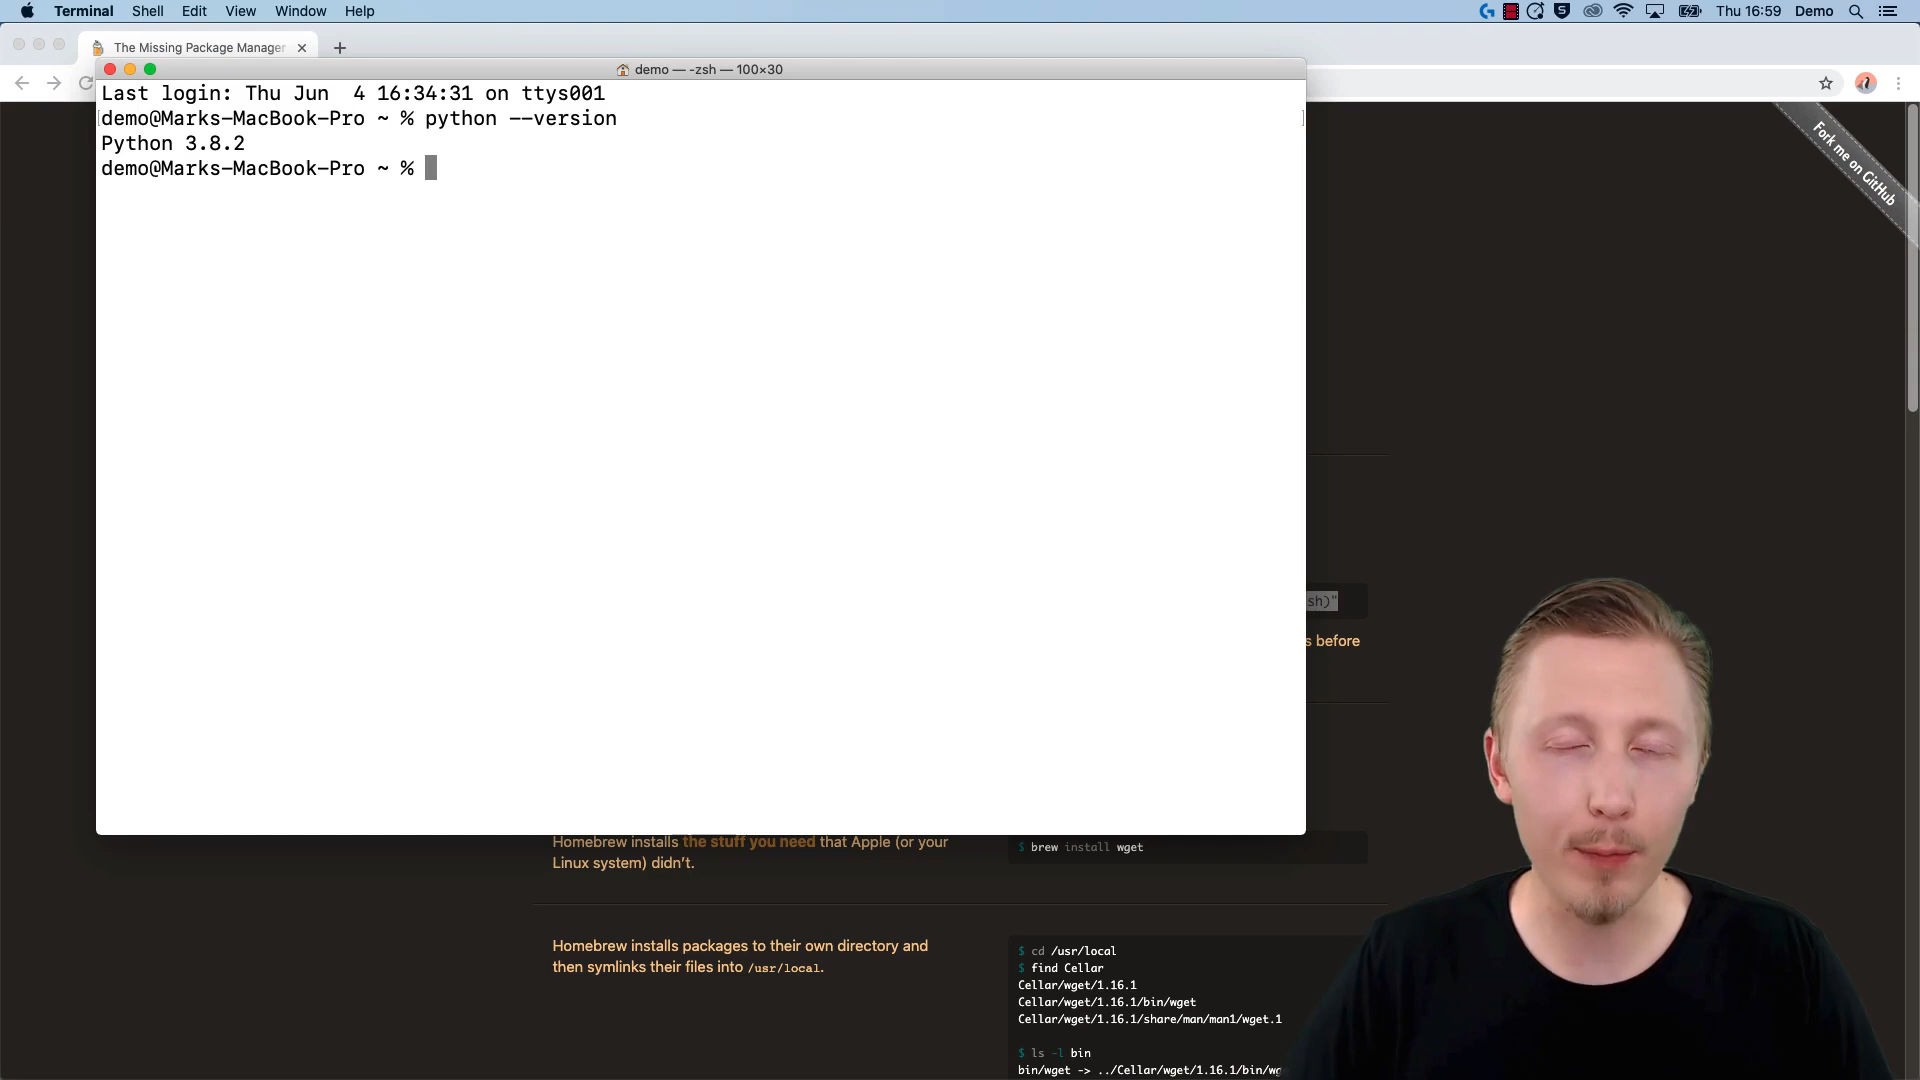 Terminal Shell Edit View Window Help
Thu 16:59 Demo
The Missing Package Manager
demo — -zsh — 100×30
Last login: Thu Jun  4 16:34:31 on ttys001
demo@Marks-MacBook-Pro ~ % python --version
Python 3.8.2
demo@Marks-MacBook-Pro ~ %
Fork me on GitHub
sh)"
s before
Homebrew installs the stuff you need that Apple (or your
Linux system) didn't.
$ brew install wget
Homebrew installs packages to their own directory and
then symlinks their files into /usr/local.
$ cd /usr/local
$ find Cellar
Cellar/wget/1.16.1
Cellar/wget/1.16.1/bin/wget
Cellar/wget/1.16.1/share/man/man1/wget.1
$ ls -l bin
bin/wget -> ../Cellar/wget/1.16.1/bin/wg